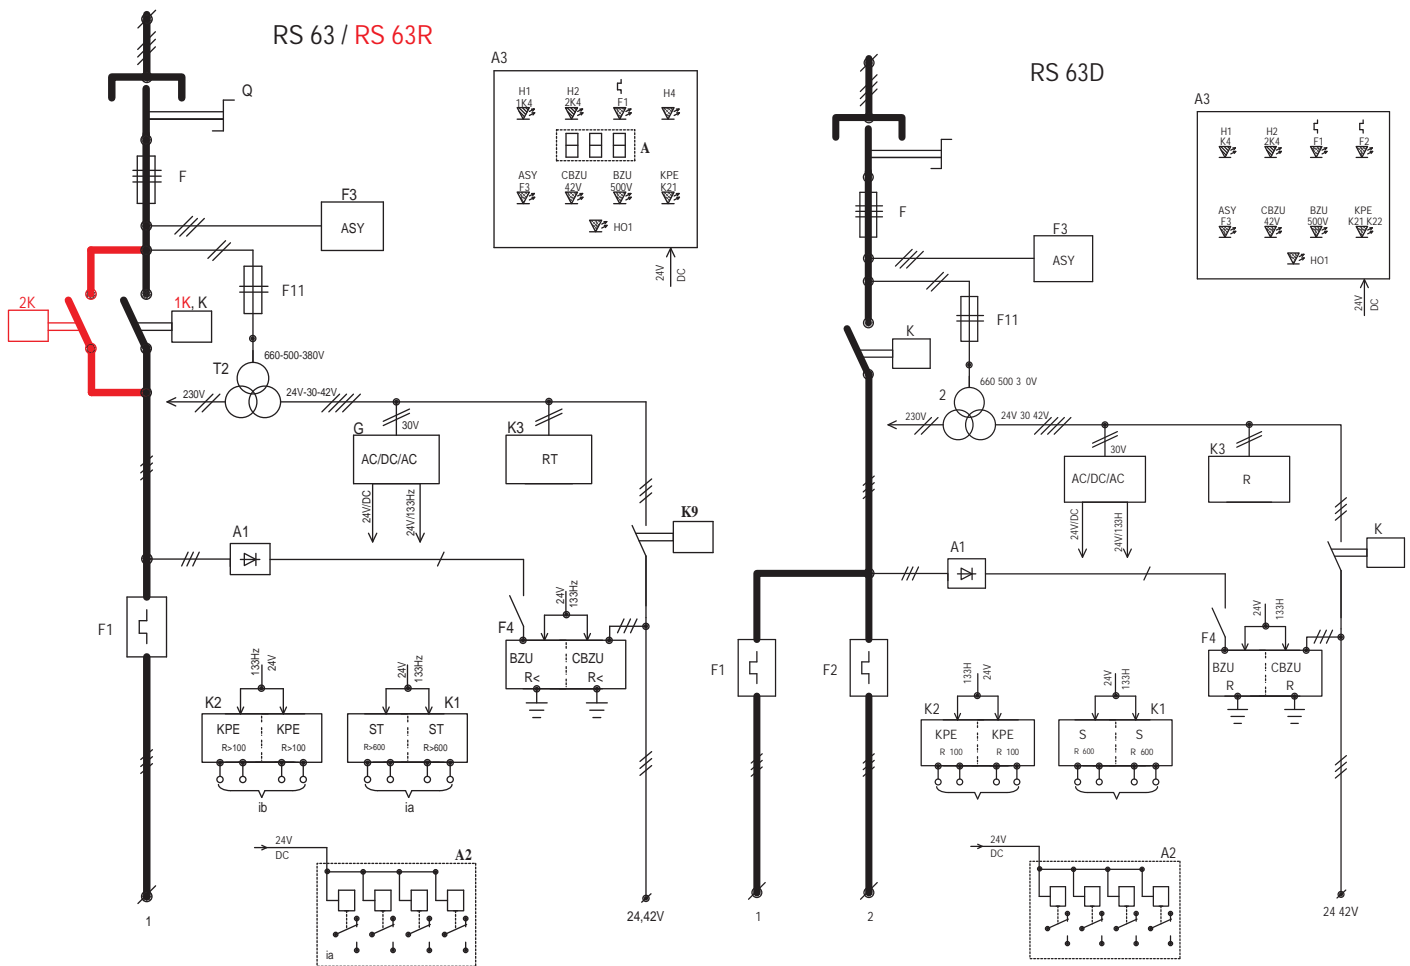 RS 63 / RS 63R
Q
F
F3
ASY
F11
2K
1K, K
T2
660-500-380V
230V
24V-30-42V
30V
G
AC/DC/AC
K3
RT
24V/DC
24V/133Hz
K9
A1
F1
F4
24V
133Hz
BZU
CBZU
R<
R<
133Hz
24V
K2
KPE
KPE
R>100
R>100
ib
24V
133Hz
K1
ST
ST
R>600
R>600
ia
24V
DC
A2
ia
1
24,42V
A3
H1
1K4
H2
2K4
F1
H4
A
ASY
F3
CBZU
42V
BZU
500V
KPE
K21
HO1
24V
DC
RS 63D
F
F3
ASY
F11
K
2
660 500 3 0V
230V
24V 30 42V
30V
AC/DC/AC
K3
R
24V/DC
24V/133H
K
A1
F1
F2
F4
24V
133H
BZU
CBZU
R
R
133H
24V
K2
KPE
KPE
R 100
R 100
24V
133H
K1
S
S
R 600
R 600
24V
DC
A2
1
2
24 42V
A3
H1
K4
H2
2K4
F1
F2
ASY
F3
CBZU
42V
BZU
500V
KPE
K21 K22
HO1
24V
DC